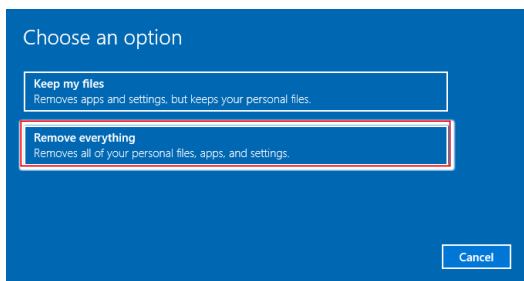 Choose an option
Keep my files
Removes apps and settings, but keeps your personal files.
Remove everything
Removes all of your personal files, apps, and settings.
Cancel